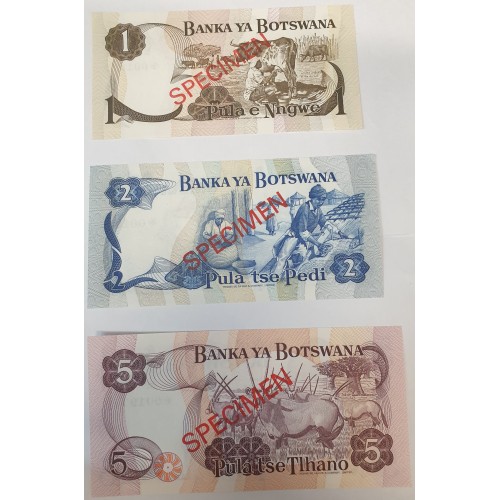 1 BANKA YA BOTSWANA
SPECIMEN
1 Pula e Nngwe 1
2 BANKA YA BOTSWANA
SPECIMEN
2 Pula tse Pedi 2
5 BANKA YA BOTSWANA
SPECIMEN
5 Pula tse Tlhano 5